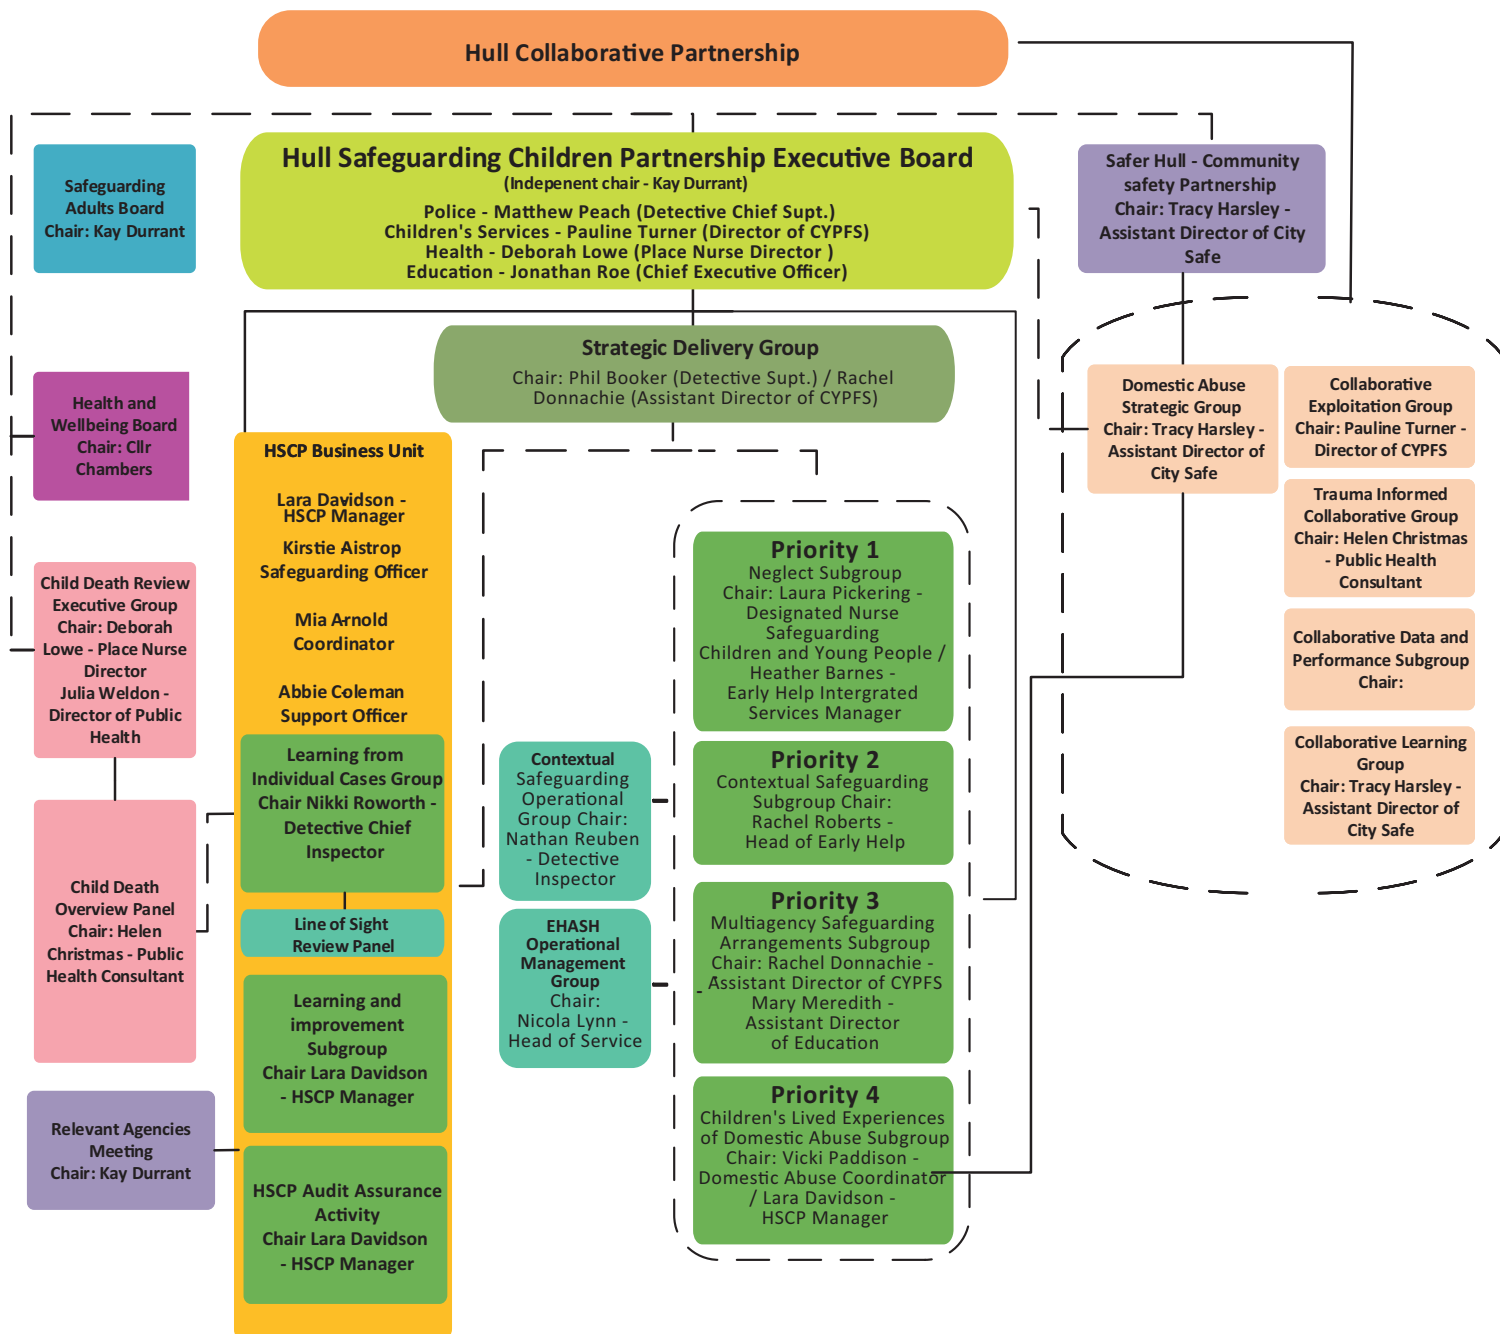 Hull Collaborative Partnership
Hull Safeguarding Children Partnership Executive Board
(Indepenent chair - Kay Durrant)
Police - Matthew Peach (Detective Chief Supt.)
Children's Services - Pauline Turner (Director of CYPFS)
Health - Deborah Lowe (Place Nurse Director )
Education - Jonathan Roe (Chief Executive Officer)
Safeguarding
Adults Board
Chair: Kay Durrant
Safer Hull - Community
safety Partnership
Chair: Tracy Harsley -
Assistant Director of City
Safe
Strategic Delivery Group
Chair: Phil Booker (Detective Supt.) / Rachel
Donnachie (Assistant Director of CYPFS)
Health and
Wellbeing Board
Chair: Cllr
Chambers
Child Death Review
Executive Group
Chair: Deborah
Lowe - Place Nurse
Director
Julia Weldon -
Director of Public
Health
Child Death
Overview Panel
Chair: Helen
Christmas - Public
Health Consultant
Relevant Agencies
Meeting
Chair: Kay Durrant
HSCP Business Unit
Lara Davidson -
HSCP Manager
Kirstie Aistrop
Safeguarding Officer
Mia Arnold
Coordinator
Abbie Coleman
Support Officer
Learning from
Individual Cases Group
Chair Nikki Roworth -
Detective Chief
Inspector
Line of Sight
Review Panel
Learning and
improvement
Subgroup
Chair Lara Davidson
- HSCP Manager
HSCP Audit Assurance
Activity
Chair Lara Davidson
- HSCP Manager
Contextual
Safeguarding
Operational
Group Chair:
Nathan Reuben
- Detective
Inspector
EHASH
Operational
Management
Group
Chair:
Nicola Lynn -
Head of Service
Priority 1
Neglect Subgroup
Chair: Laura Pickering -
Designated Nurse
Safeguarding
Children and Young People /
Heather Barnes -
Early Help Intergrated
Services Manager
Priority 2
Contextual Safeguarding
Subgroup Chair:
Rachel Roberts -
Head of Early Help
Priority 3
Multiagency Safeguarding
Arrangements Subgroup
Chair: Rachel Donnachie -
- Assistant Director of CYPFS
Mary Meredith -
Assistant Director
of Education
Priority 4
Children's Lived Experiences
of Domestic Abuse Subgroup
Chair: Vicki Paddison -
Domestic Abuse Coordinator
/ Lara Davidson -
HSCP Manager
Domestic Abuse
Strategic Group
Chair: Tracy Harsley -
Assistant Director of
City Safe
Collaborative
Exploitation Group
Chair: Pauline Turner -
Director of CYPFS
Trauma Informed
Collaborative Group
Chair: Helen Christmas
- Public Health
Consultant
Collaborative Data and
Performance Subgroup
Chair:
Collaborative Learning
Group
Chair: Tracy Harsley -
Assistant Director of
City Safe